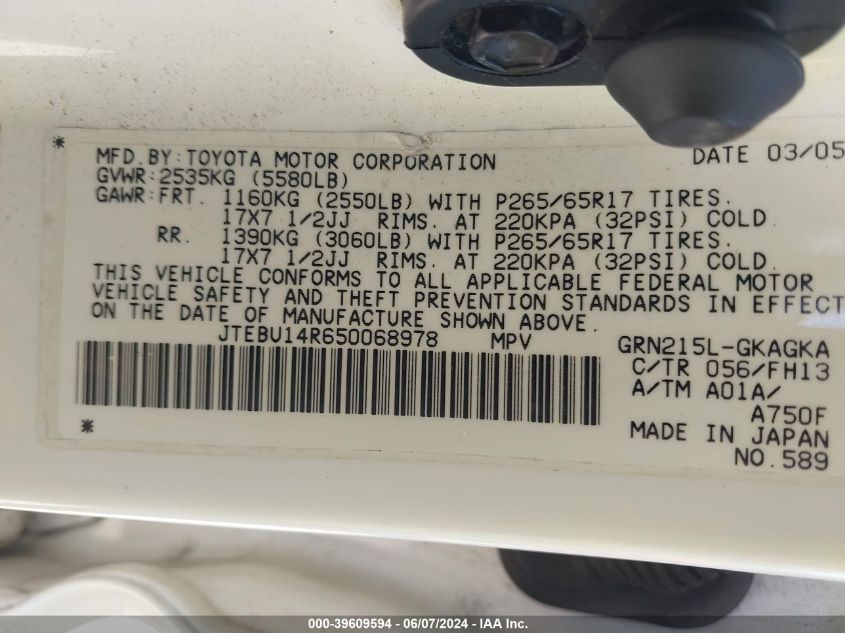 * MFD.BY:TOYOTA MOTOR CORPORATION DATE 03/05
GVWR:2535KG (5580LB)
GAWR:FRT. 1160KG (2550LB) WITH P265/65R17 TIRES.
17X7 1/2JJ RIMS. AT 220KPA (32PSI) COLD.
RR. 1390KG (3060LB) WITH P265/65R17 TIRES.
17X7 1/2JJ RIMS. AT 220KPA (32PSI) COLD.
THIS VEHICLE CONFORMS TO ALL APPLICABLE FEDERAL MOTOR
VEHICLE SAFETY AND THEFT PREVENTION STANDARDS IN EFFECT
ON THE DATE OF MANUFACTURE SHOWN ABOVE.
JTEBU14R650068978 MPV GRN215L-GKAGKA
C/TR 056/FH13
A/TM A01A/
A750F
* MADE IN JAPAN
NO.589
000-39609594 - 06/07/2024 - IAA Inc.